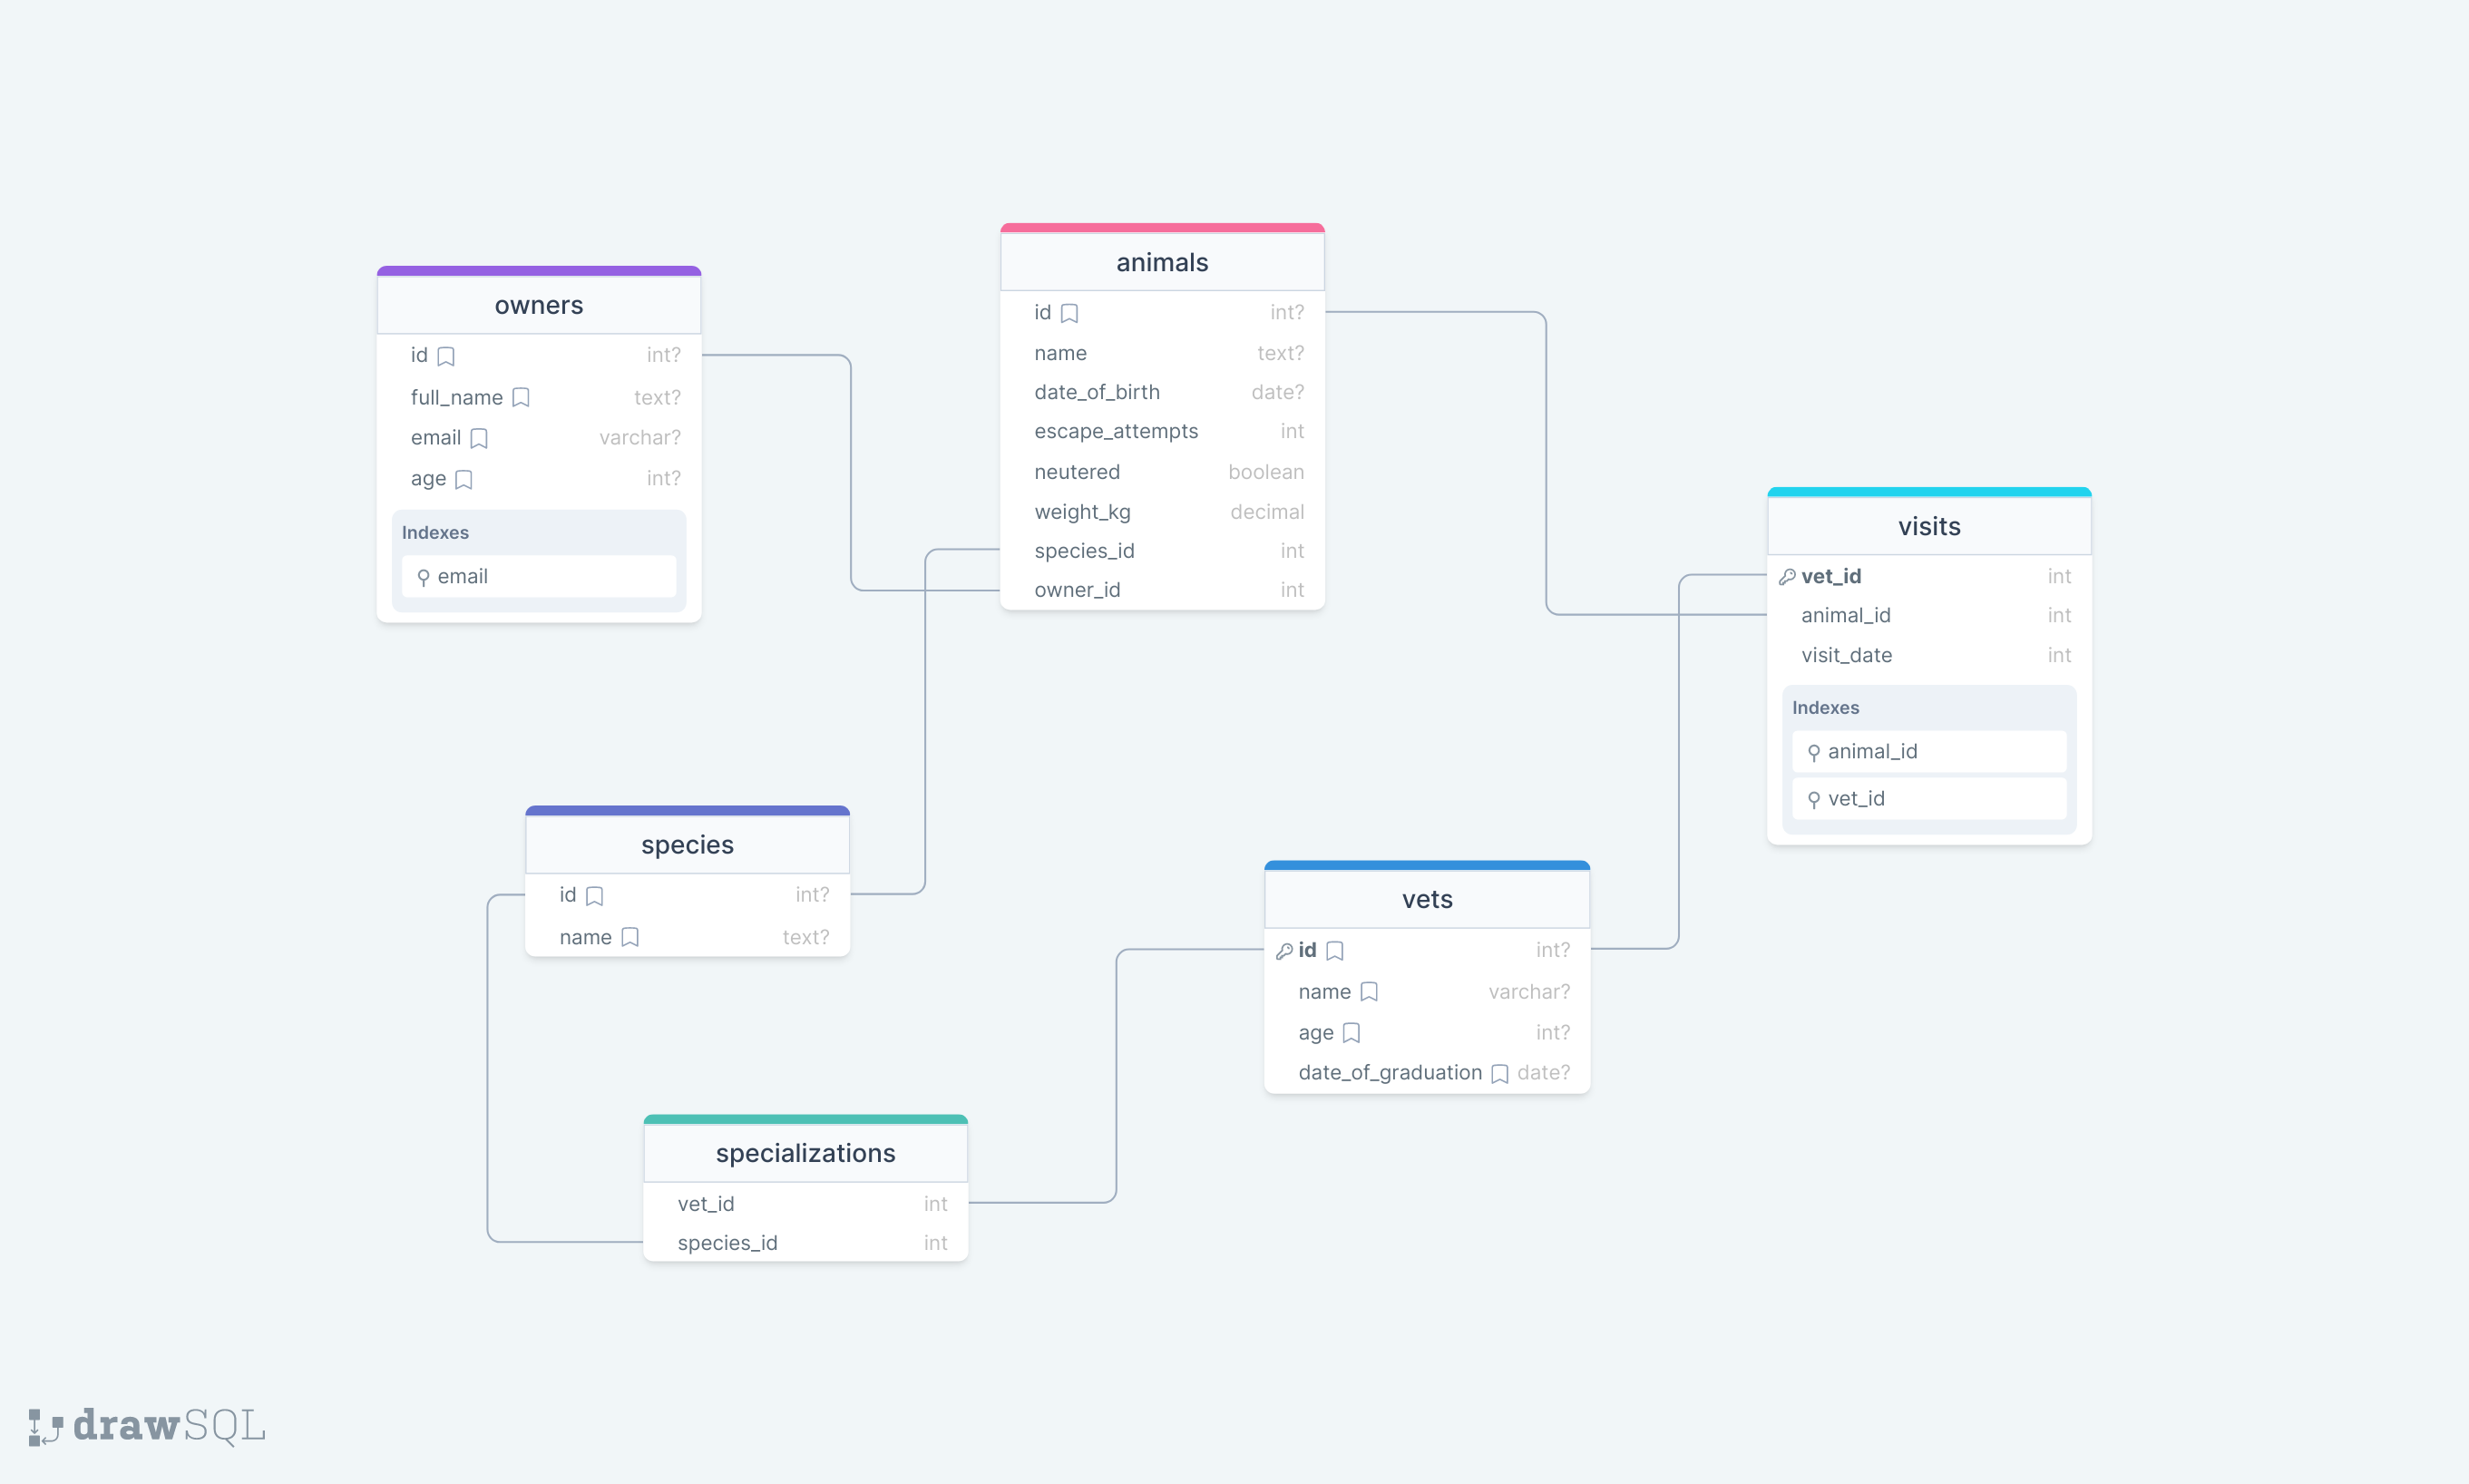 owners
id int?
full_name text?
email varchar?
age int?
Indexes
email
animals
id int?
name text?
date_of_birth date?
escape_attempts int
neutered boolean
weight_kg decimal
species_id int
owner_id int
visits
vet_id int
animal_id int
visit_date int
Indexes
animal_id
vet_id
species
id int?
name text?
vets
id int?
name varchar?
age int?
date_of_graduation date?
specializations
vet_id int
species_id int
drawSQL